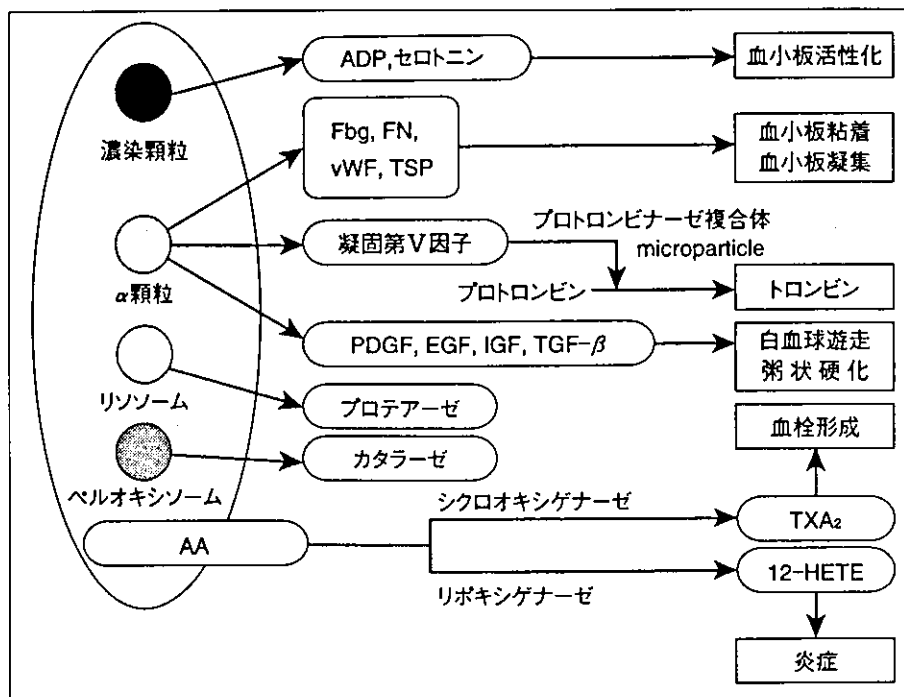 濃染顆粒
ADP,セロトニン
血小板活性化
α顆粒
Fbg, FN,
vWF, TSP
血小板粘着
血小板凝集
凝固第Ⅴ因子
プロトロンビナーゼ複合体
microparticle
プロトロンビン
トロンビン
PDGF, EGF, IGF, TGF-β
白血球遊走
粥状硬化
リソソーム
プロテアーゼ
ペルオキシソーム
カタラーゼ
AA
シクロオキシゲナーゼ
TXA₂
血栓形成
リポキシゲナーゼ
12-HETE
炎症